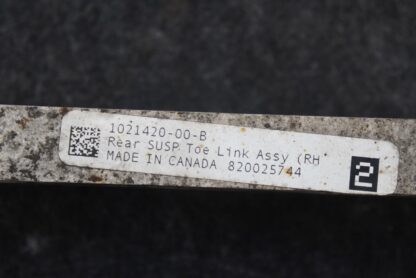 1021420-00-B
Rear SUSP Toe Link Assy (RH
MADE IN CANADA 820025744
2